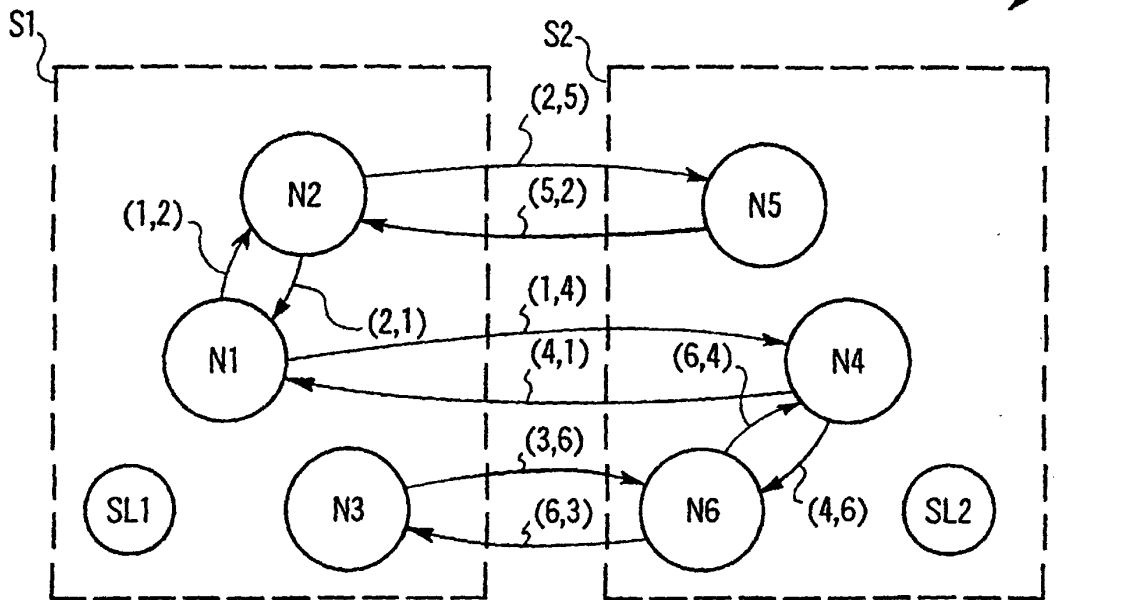 S1
S2
(2,5)
N2
(5,2)
N5
(1,2)
(1,4)
(2,1)
N1
(4,1)
(6,4)
N4
(3,6)
SL1
N3
(6,3)
N6
(4,6)
SL2